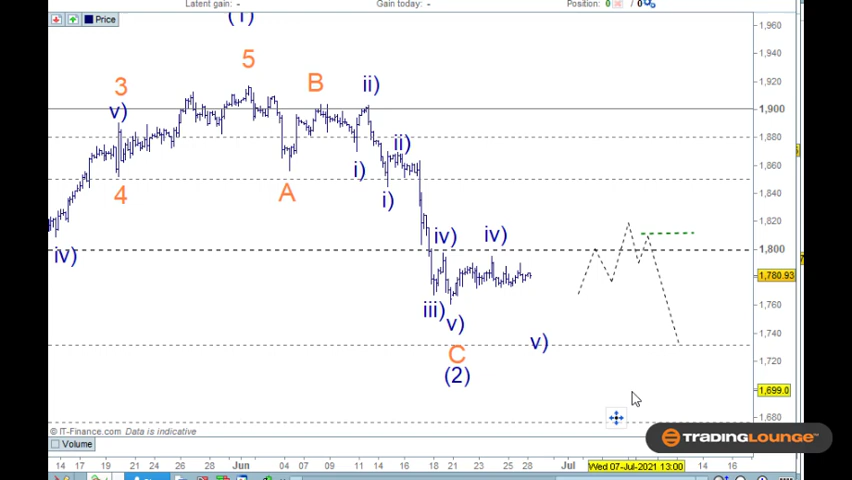 Latent gain: - Gain today: - Position: 0 / 0
Price
(1)
1,960
1,940
5
3 B ii) 1,920
v) 1,900
ii) 1,880
i) 1,860
4 A i) 1,840
1,820
iv) iv) iv) 1,800
1,780.93
iii) 1,760
v)
v) 1,740
C
(2) 1,720
1,699.0
1,680
© IT-Finance.com Data is indicative
TRADINGLOUNGE™
Volume
14 17 19 21 24 26 Jun 04 07 09 11 14 16 18 21 23 25 28 Jul Wed 07-Jul-2021 13:00 14 16